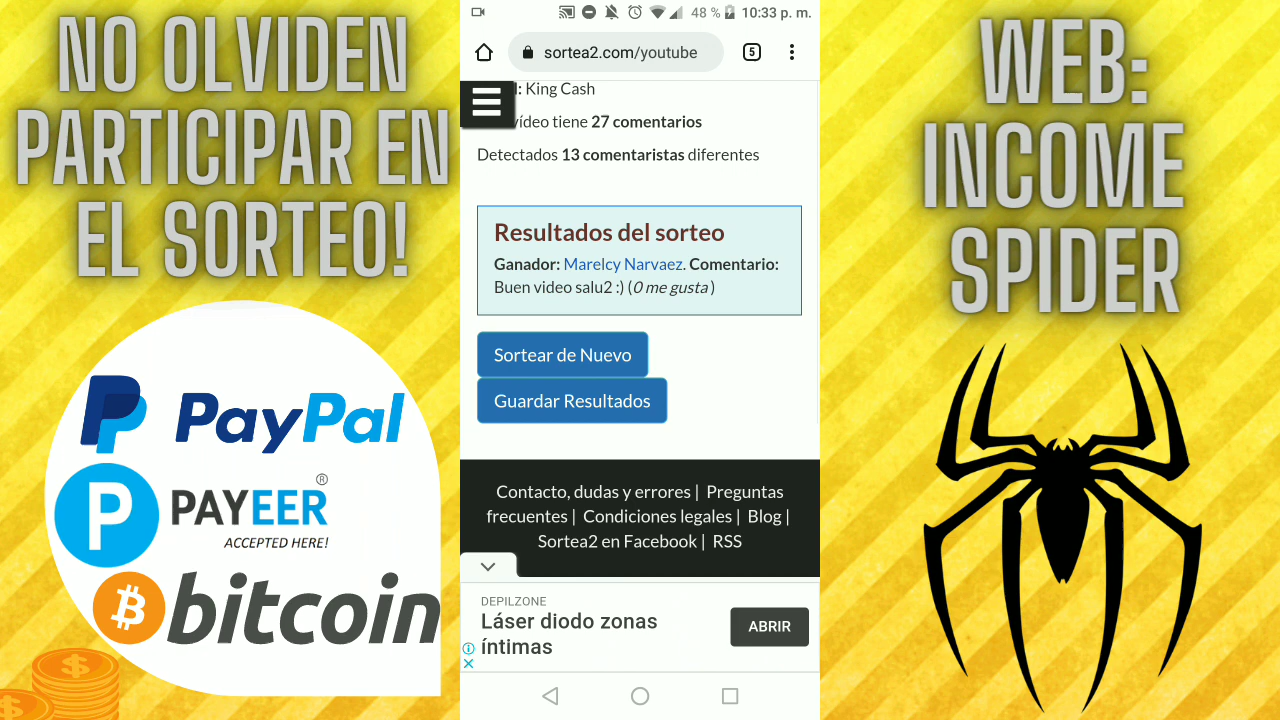 NO OLVIDEN
PARTICIPAR EN
EL SORTEO!
PayPal
P
PAYEER®
ACCEPTED HERE!
bitcoin
48 % 10:33 p. m.
sortea2.com/youtube
5
l: King Cash
vídeo tiene 27 comentarios
Detectados 13 comentaristas diferentes
Resultados del sorteo
Ganador: Marelcy Narvaez. Comentario:
Buen video salu2 :) (0 me gusta )
Sortear de Nuevo
Guardar Resultados
Contacto, dudas y errores | Preguntas
frecuentes | Condiciones legales | Blog |
Sortea2 en Facebook | RSS
DEPILZONE
Láser diodo zonas
íntimas
ABRIR
WEB:
INCOME
SPIDER